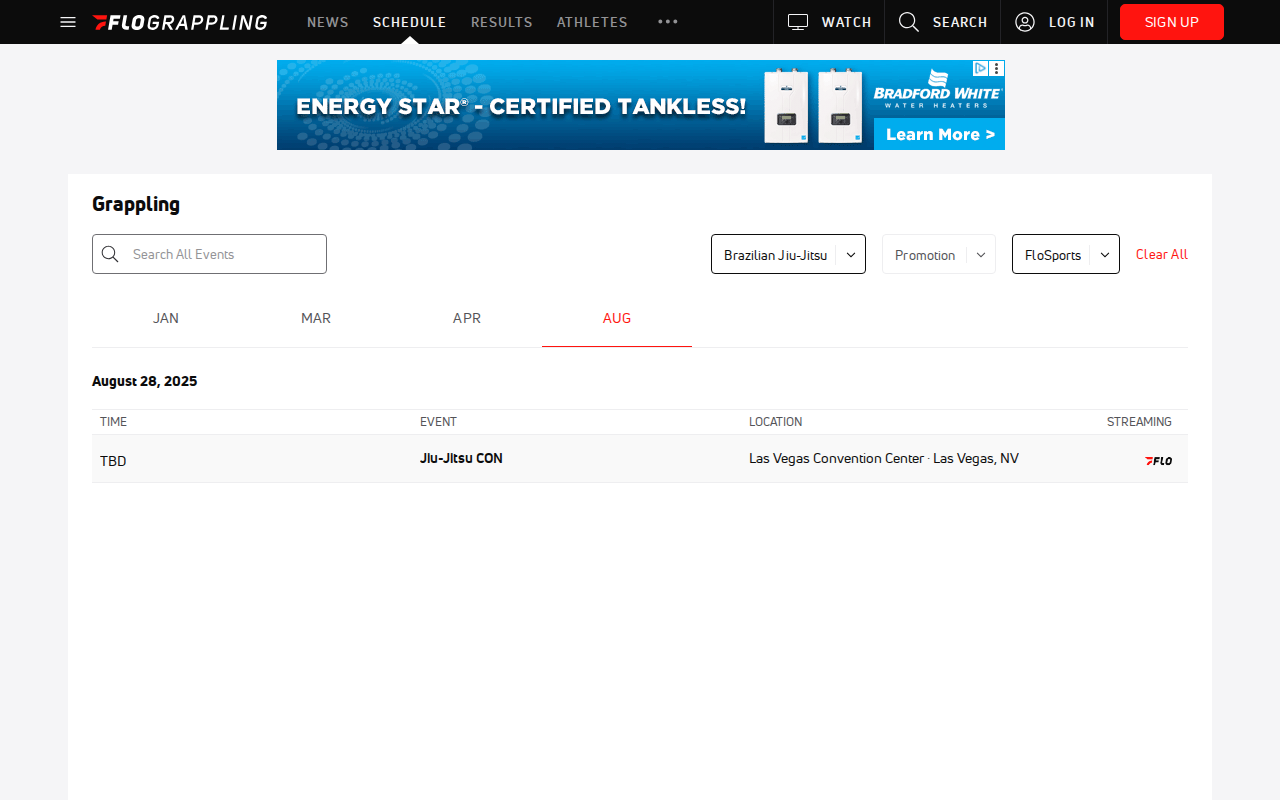 FLOGRAPPLING
NEWS
SCHEDULE
RESULTS
ATHLETES
WATCH
SEARCH
LOG IN
SIGN UP
ENERGY STAR® - CERTIFIED TANKLESS!
BRADFORD WHITE
WATER HEATERS
Learn More >
Grappling
Search All Events
Brazilian Jiu-Jitsu
Promotion
FloSports
Clear All
JAN
MAR
APR
AUG
August 28, 2025
TIME
EVENT
LOCATION
STREAMING
TBD
Jiu-Jitsu CON
Las Vegas Convention Center · Las Vegas, NV
FLO